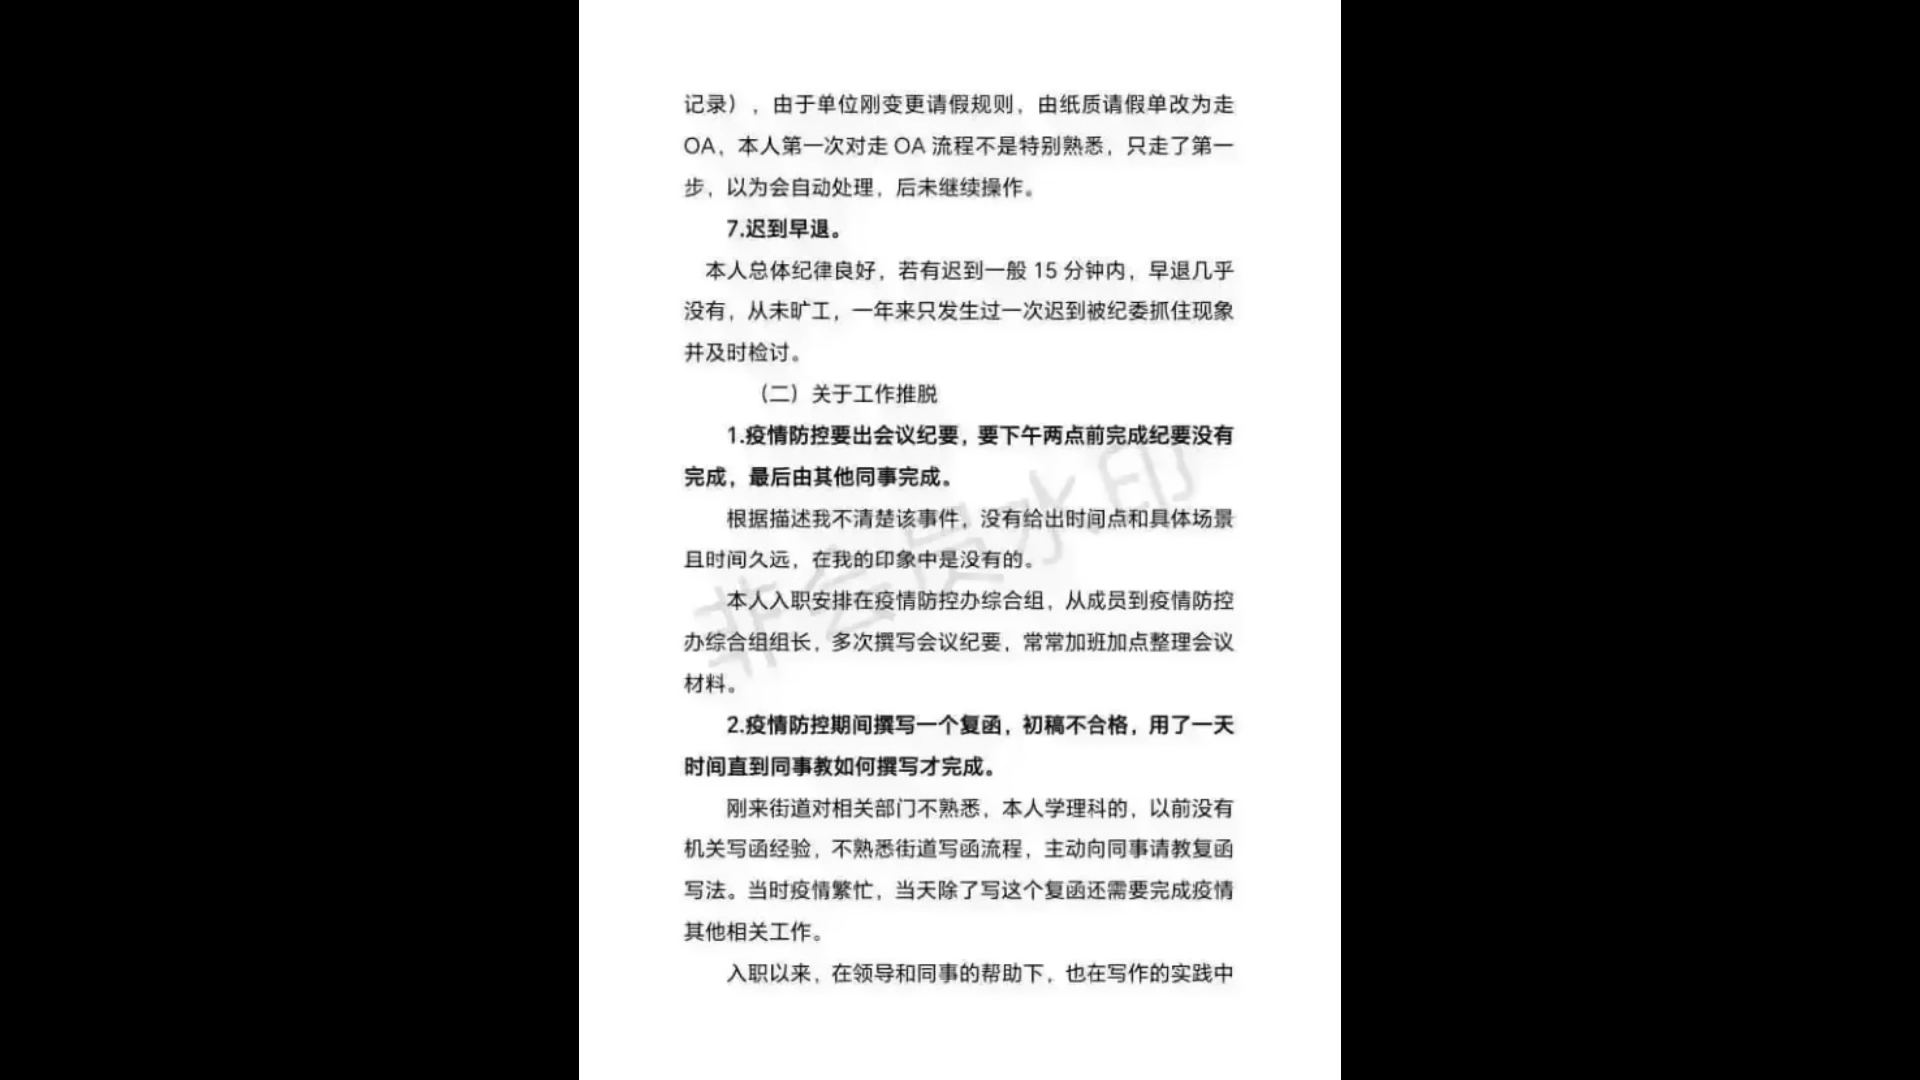 记录），由于单位刚变更请假规则，由纸质请假单改为走
OA，本人第一次对走 OA 流程不是特别熟悉，只走了第一
步，以为会自动处理，后未继续操作。
7.迟到早退。
本人总体纪律良好，若有迟到一般 15 分钟内，早退几乎
没有，从未旷工，一年来只发生过一次迟到被纪委抓住现象
并及时检讨。
（二）关于工作推脱
1.疫情防控要出会议纪要，要下午两点前完成纪要没有
完成，最后由其他同事完成。
根据描述我不清楚该事件，没有给出时间点和具体场景
且时间久远，在我的印象中是没有的。
本人入职安排在疫情防控办综合组，从成员到疫情防控
办综合组组长，多次撰写会议纪要，常常加班加点整理会议
材料。
2.疫情防控期间撰写一个复函，初稿不合格，用了一天
时间直到同事教如何撰写才完成。
刚来街道对相关部门不熟悉，本人学理科的，以前没有
机关写函经验，不熟悉街道写函流程，主动向同事请教复函
写法。当时疫情繁忙，当天除了写这个复函还需要完成疫情
其他相关工作。
入职以来，在领导和同事的帮助下，也在写作的实践中
非会员水印